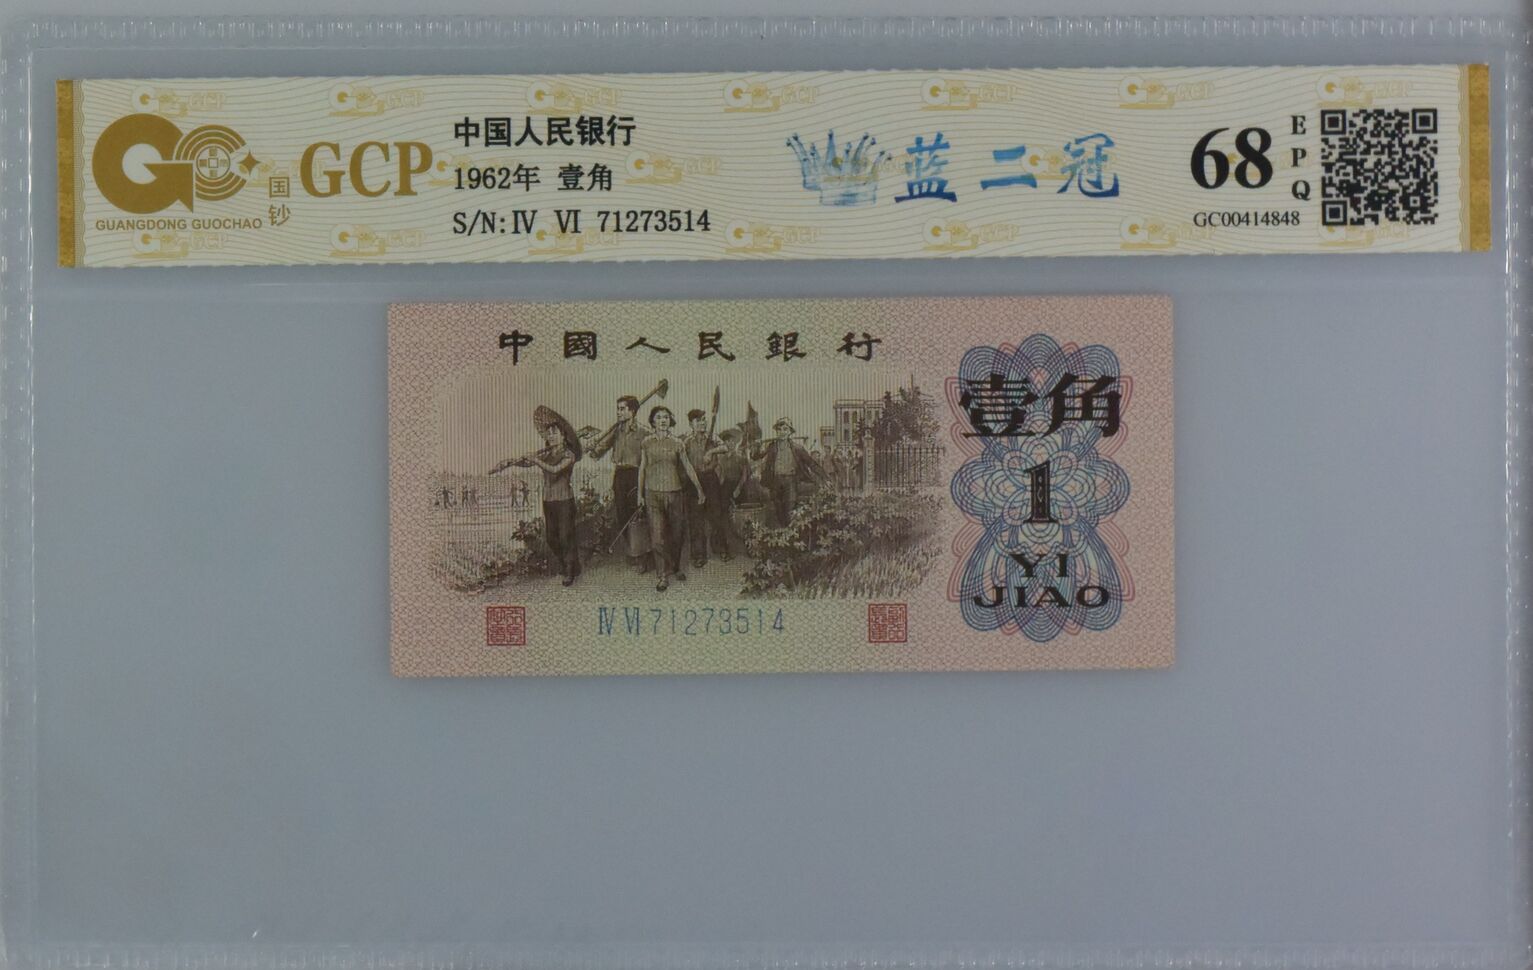 GCP
国钞
GUANGDONG GUOCHAO
中国人民银行
1962年 壹角
S/N:Ⅳ Ⅵ 71273514
蓝二冠
68
EPQ
GC00414848
中國人民銀行
壹角
1
YI
JIAO
Ⅳ Ⅵ 71273514